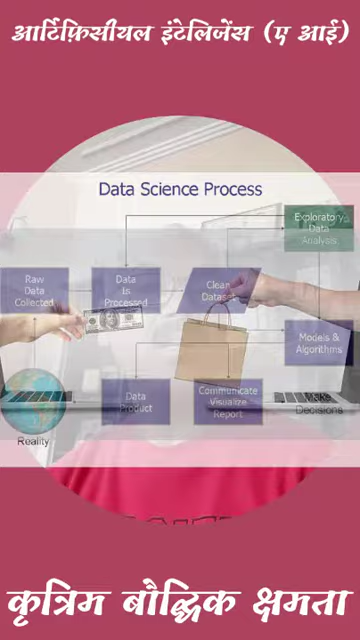 आर्टिफ़िसीयल इंटेलिजेंस (ए आई)
Data Science Process
Exploratory
Data
Analysis
Raw
Data
Collected
Data
Is
Processed
Clean
Dataset
Models &
Algorithms
Data
Product
Communicate
Visualize
Report
Make
Decisions
Reality
कृत्रिम बौद्धिक क्षमता